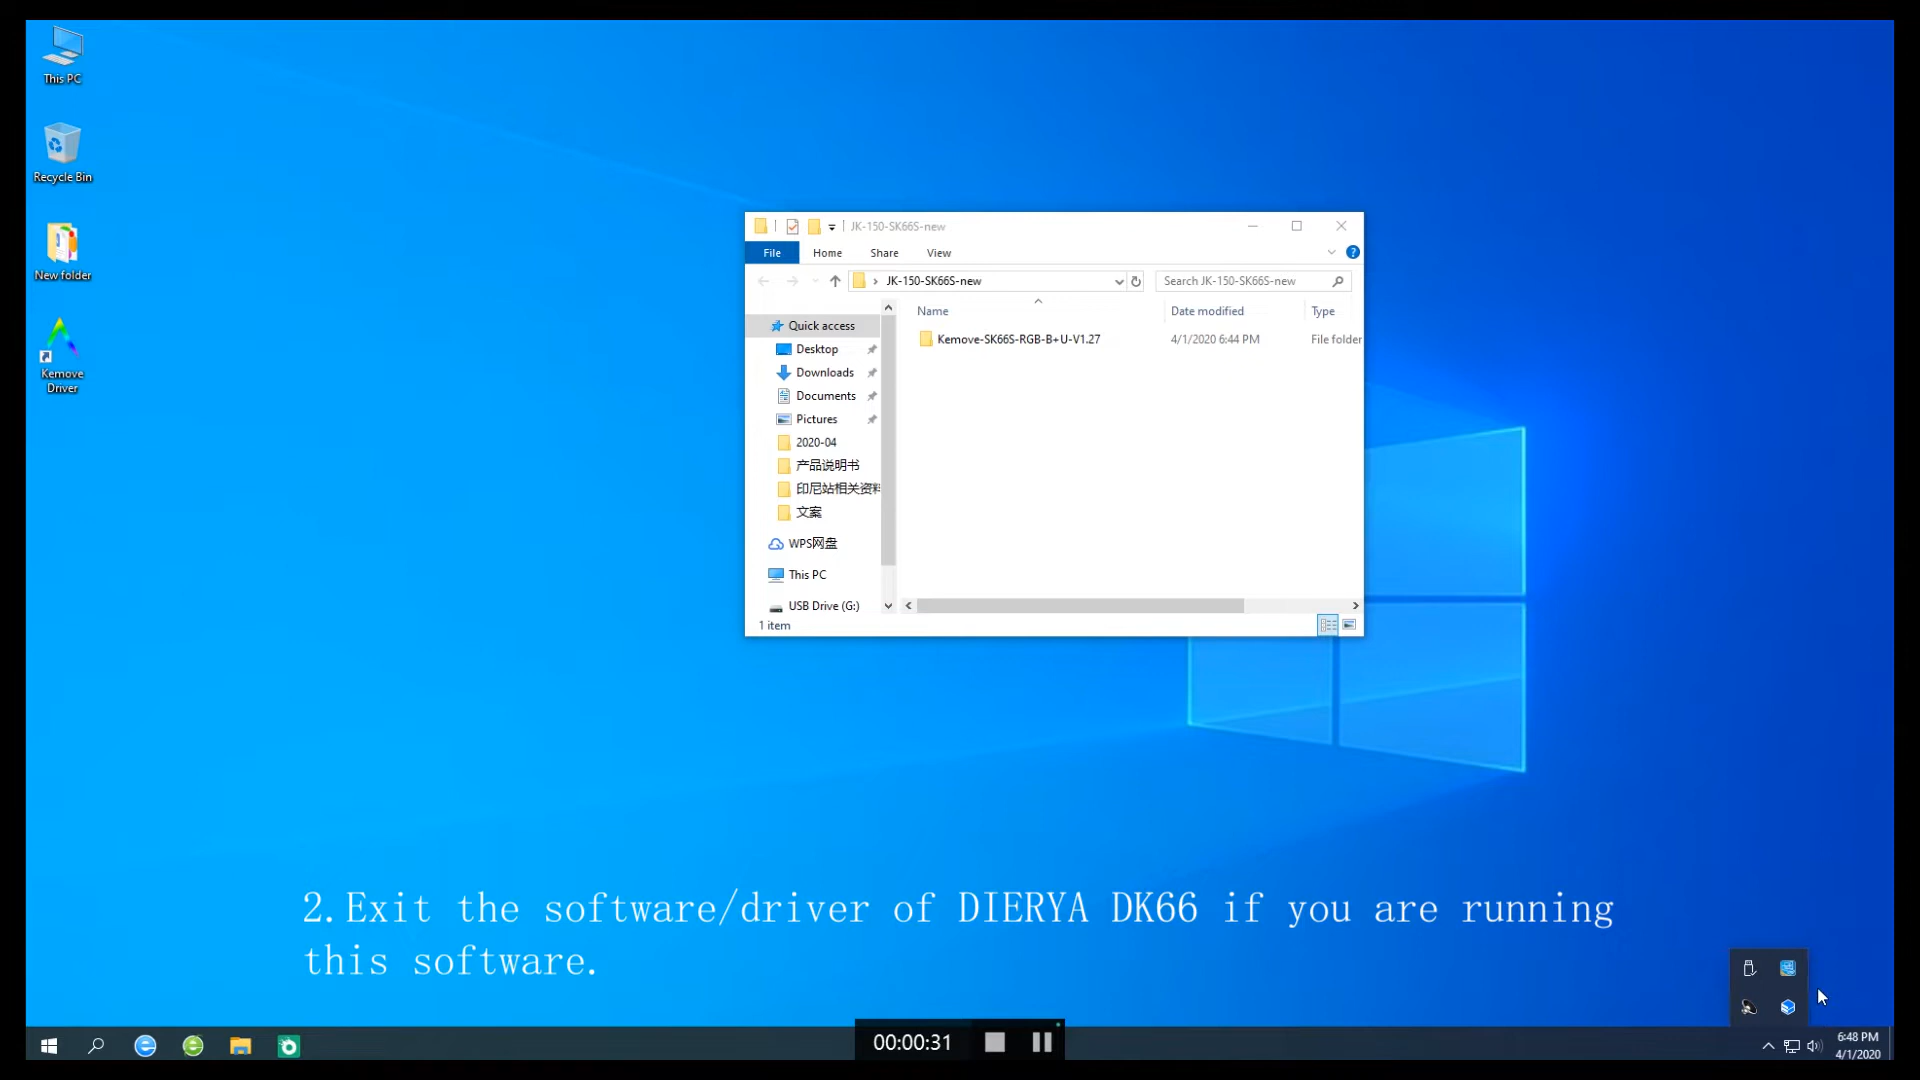 This PC
Recycle Bin
New folder
Kemove
Driver
JK-150-SK66S-new
File
Home
Share
View
JK-150-SK66S-new
Search JK-150-SK66S-new
Name
Date modified
Type
Quick access
Desktop
Downloads
Documents
Pictures
2020-04
产品说明书
印尼站相关资料
文案
WPS网盘
This PC
USB Drive (G:)
Kemove-SK66S-RGB-B+U-V1.27
4/1/2020 6:44 PM
File folder
1 item
2.Exit the software/driver of DIERYA DK66 if you are running
this software.
00:00:31
6:48 PM
4/1/2020